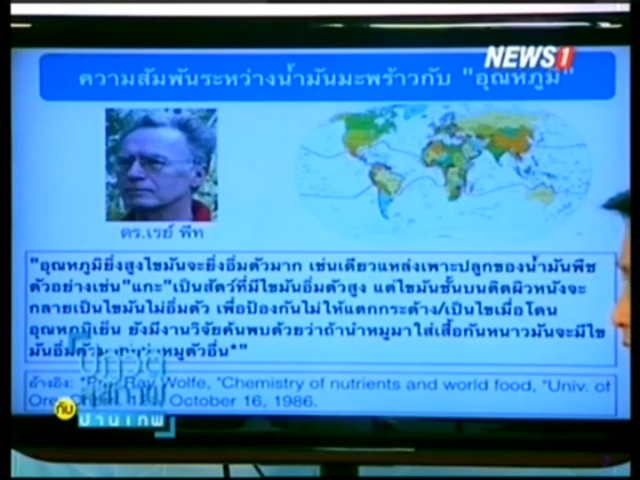 NEWS1
ความสัมพันระหว่างน้ำมันมะพร้าวกับ "อุณหภูมิ"
ดร.เรย์ พีท
"อุณหภูมิยิ่งสูงไขมันจะยิ่งอิ่มตัวมาก เช่นเดียวแหล่งเพาะปลูกของน้ำมันพืช
ตัวอย่างเช่น"แกะ"เป็นสัตว์ที่มีไขมันอิ่มตัวสูง แต่ไขมันชั้นบนติดผิวหนังจะ
กลายเป็นไขมันไม่อิ่มตัว เพื่อป้องกันไม่ให้แตกกระด้าง/เป็นไขเมื่อโดน
อุณหภูมิเย็น ยังมีงานวิจัยค้นพบด้วยว่าถ้านำหมูมาใส่เสื้อกันหนาวมันจะมีไข
มันอิ่มตัวหมูตัวอื่น*"
อ้างอิง: Ray Wolfe, "Chemistry of nutrients and world food, "Univ. of
October 16, 1986.
กับ
ปานเทพ